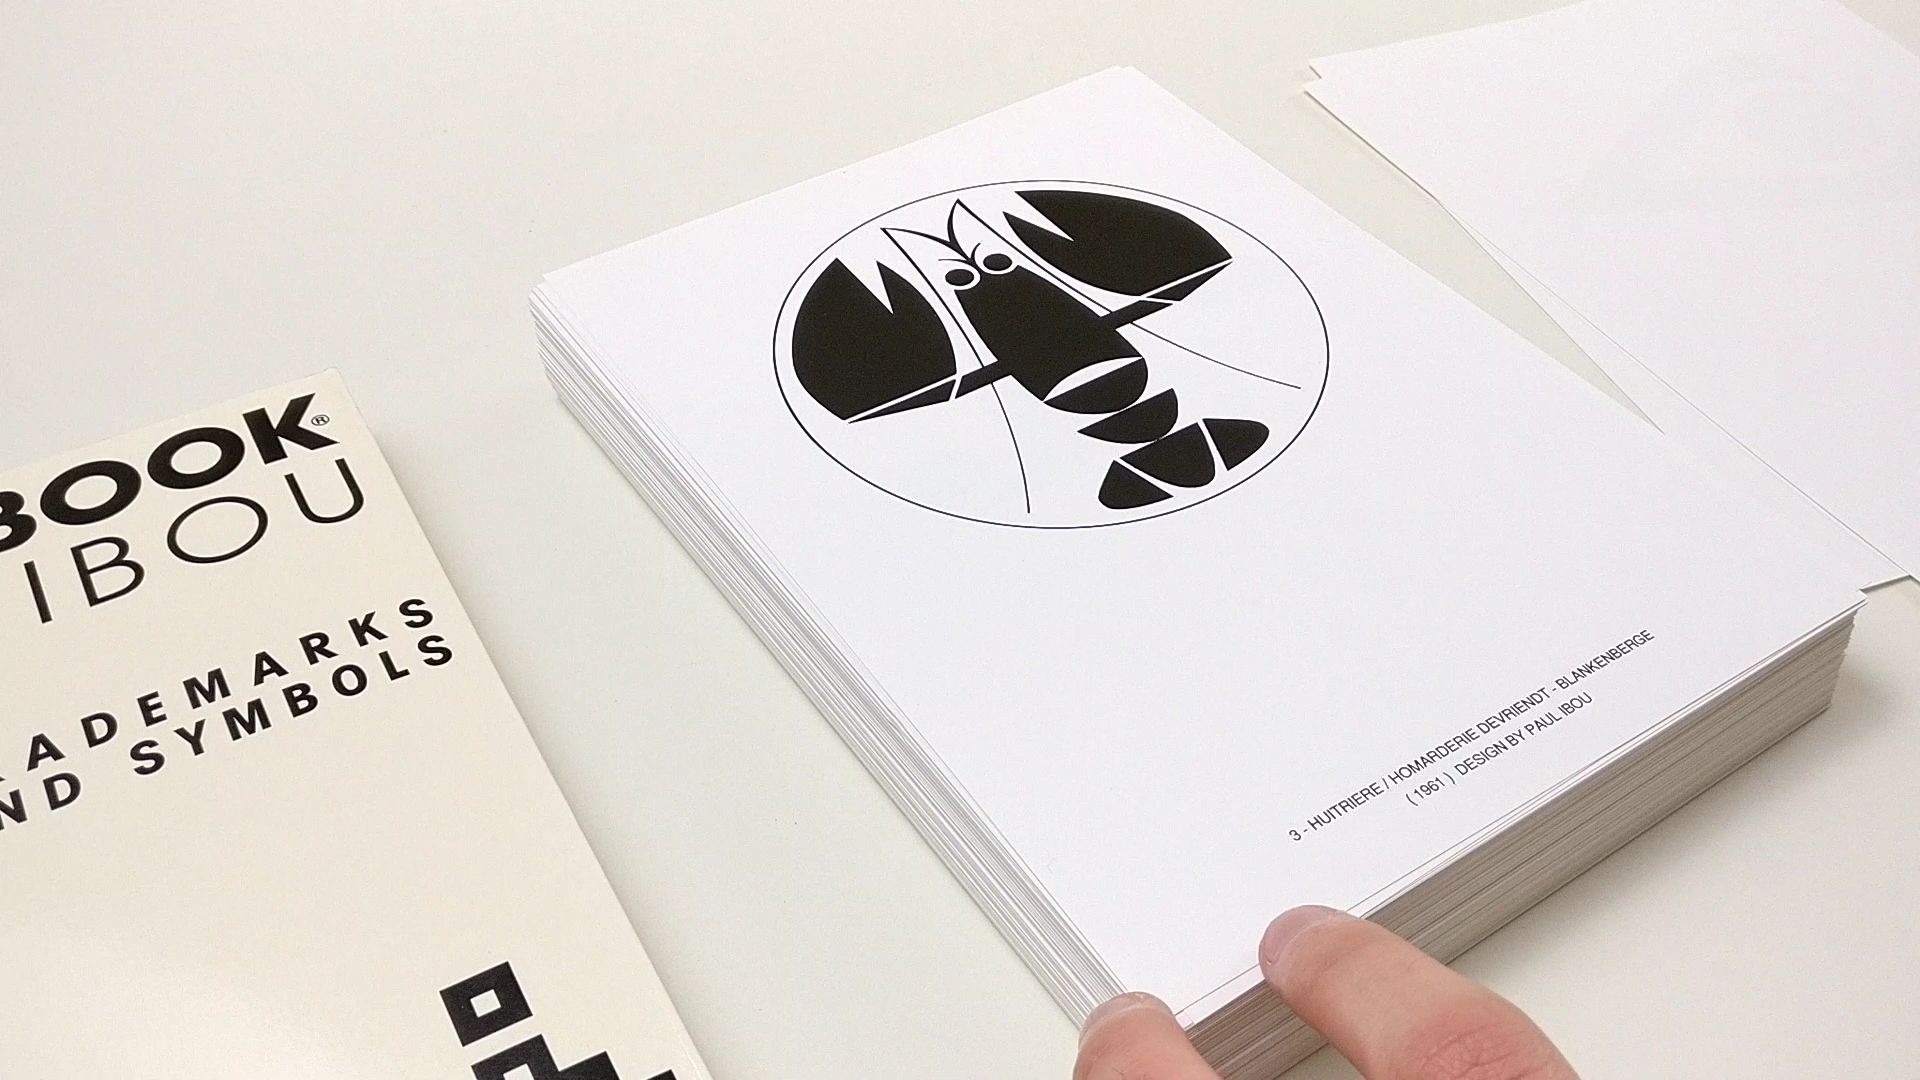 BOOK®
IBOU
ADEMARKS
ND SYMBOLS
3 - HUITRIERE / HOMARDERIE DEVRIENDT - BLANKENBERGE
( 1961 ) DESIGN BY PAUL IBOU